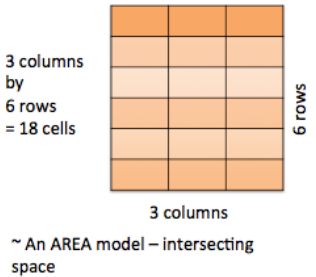 3 columns
by
6 rows
= 18 cells
6 rows
3 columns
~ An AREA model – intersecting
space